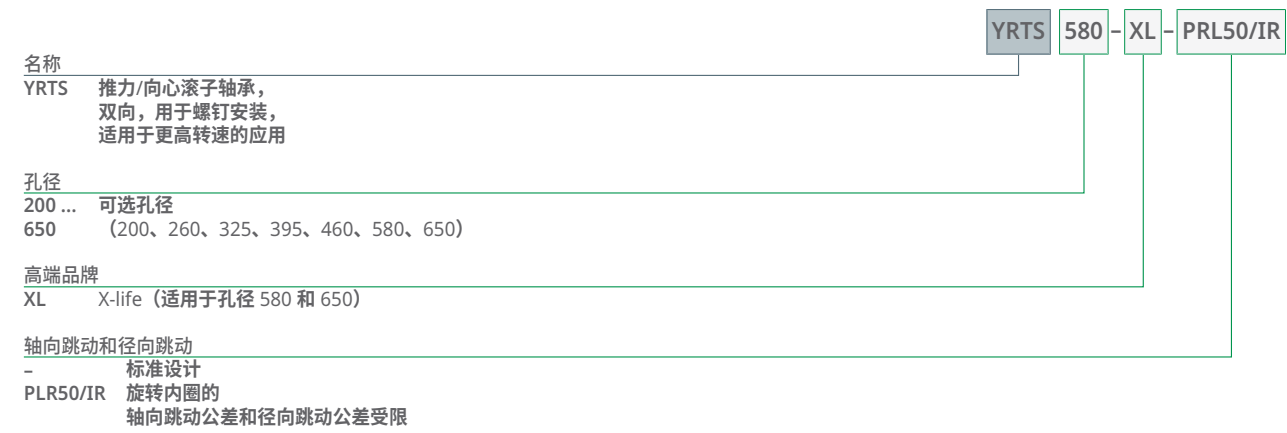 YRTS 580 – XL – PRL50/IR
名称
YRTS 推力/向心滚子轴承，
双向，用于螺钉安装，
适用于更高转速的应用
孔径
200 ... 可选孔径
650 （200、260、325、395、460、580、650）
高端品牌
XL X-life（适用于孔径 580 和 650）
轴向跳动和径向跳动
– 标准设计
PLR50/IR 旋转内圈的
轴向跳动公差和径向跳动公差受限